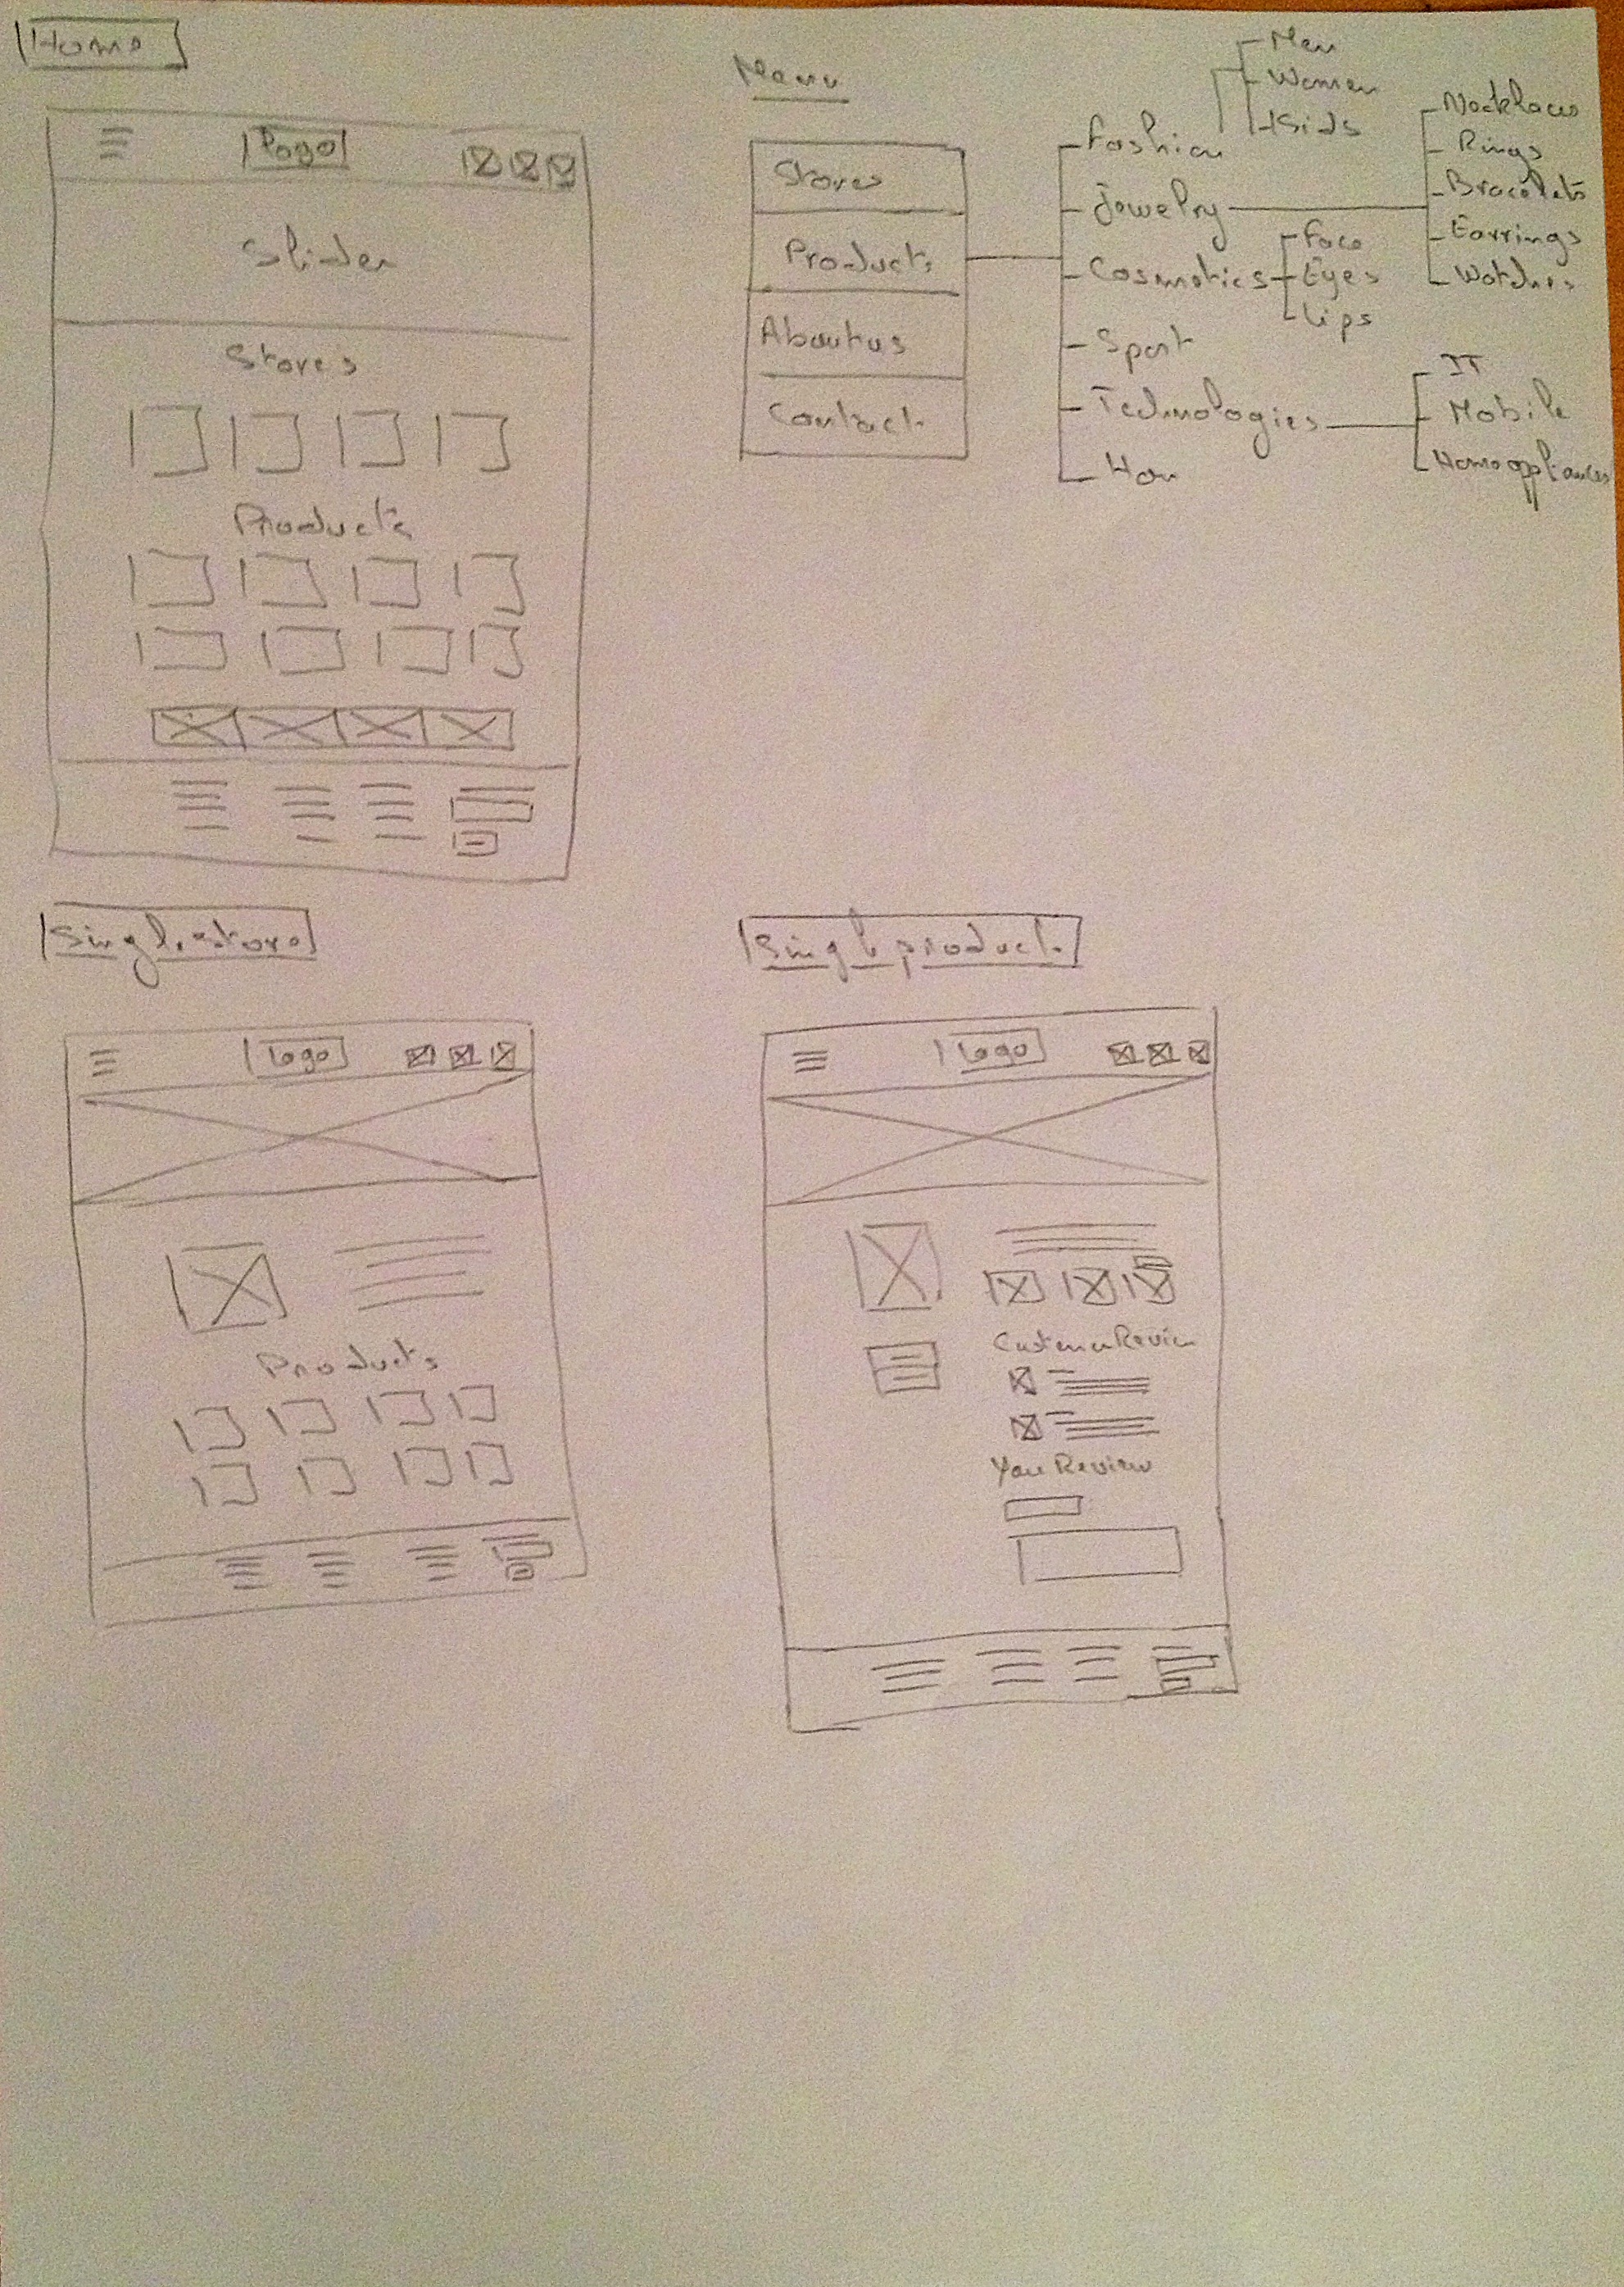 Home
Logo
Slider
Stores
Products
Menu
Stores
Products
About us
Contact
Fashion
Men
Women
Kids
Jewelry
Necklaces
Rings
Bracelets
Earrings
Watches
Cosmetics
Face
Eyes
Lips
Sport
Technologies
IT
Mobile
Home appliances
Single store
Logo
Products
Single product
Logo
Customer Review
You Review